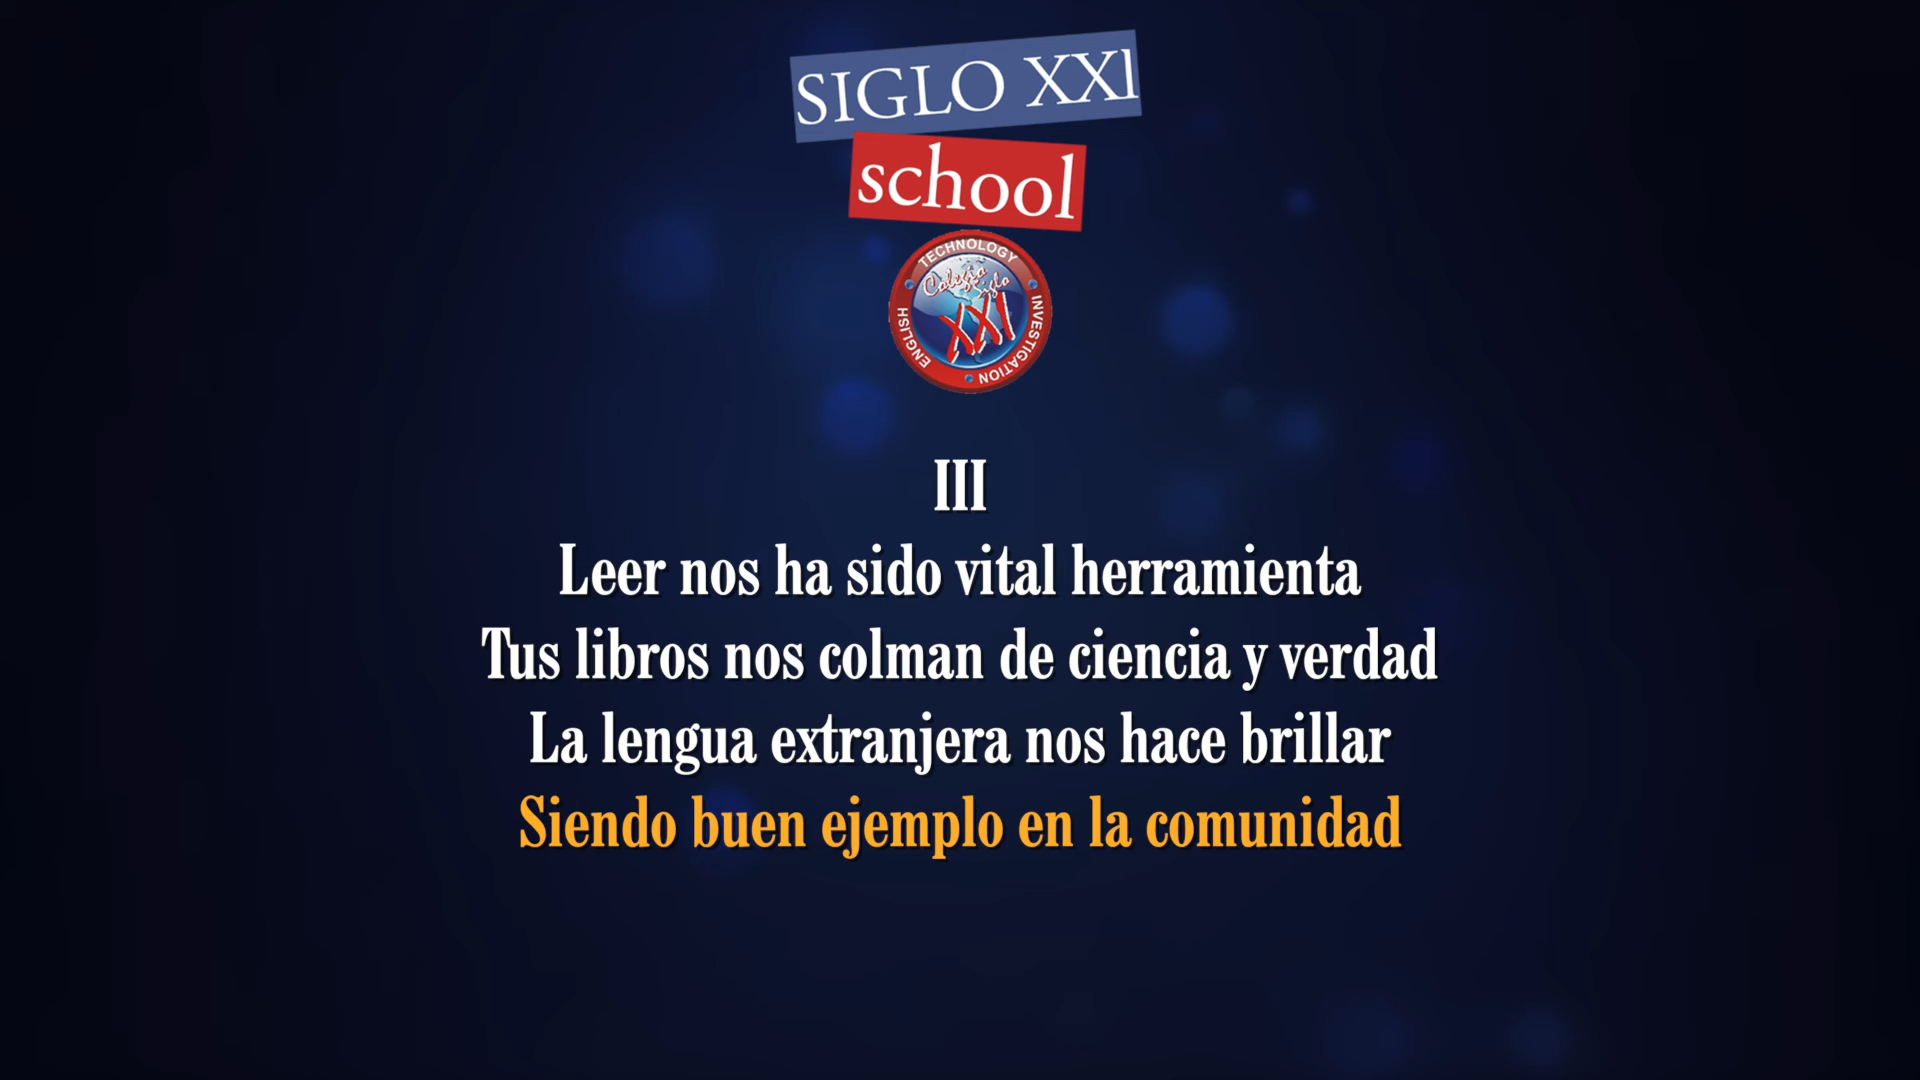 SIGLO XXI
school
TECHNOLOGY
INVESTIGATION
ENGLISH
Colegio
siglo
XXI
III
Leer nos ha sido vital herramienta
Tus libros nos colman de ciencia y verdad
La lengua extranjera nos hace brillar
Siendo buen ejemplo en la comunidad